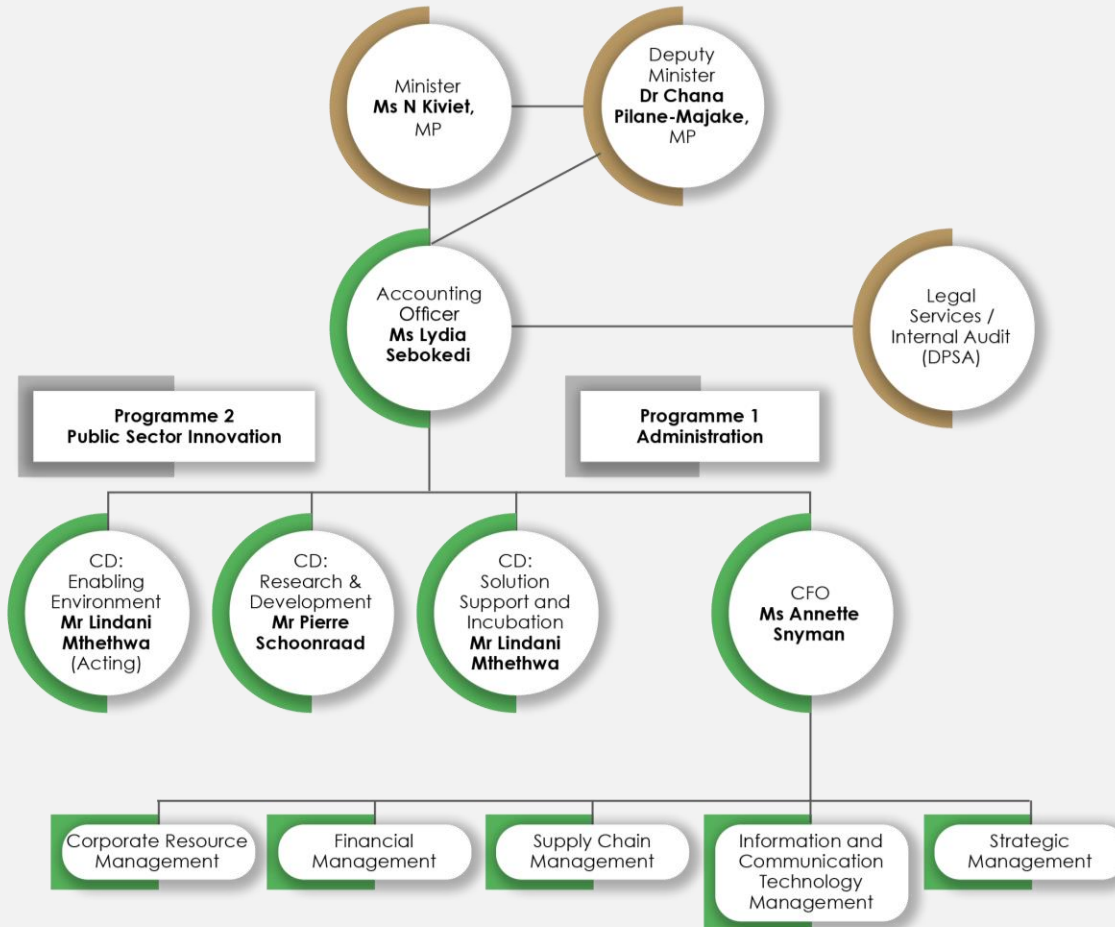 Minister
Ms N Kiviet,
MP
Deputy
Minister
Dr Chana
Pilane-Majake,
MP
Accounting
Officer
Ms Lydia
Sebokedi
Legal
Services /
Internal Audit
(DPSA)
Programme 2
Public Sector Innovation
Programme 1
Administration
CD:
Enabling
Environment
Mr Lindani
Mthethwa
(Acting)
CD:
Research &
Development
Mr Pierre
Schoonraad
CD:
Solution
Support and
Incubation
Mr Lindani
Mthethwa
CFO
Ms Annette
Snyman
Corporate Resource
Management
Financial
Management
Supply Chain
Management
Information and
Communication
Technology
Management
Strategic
Management